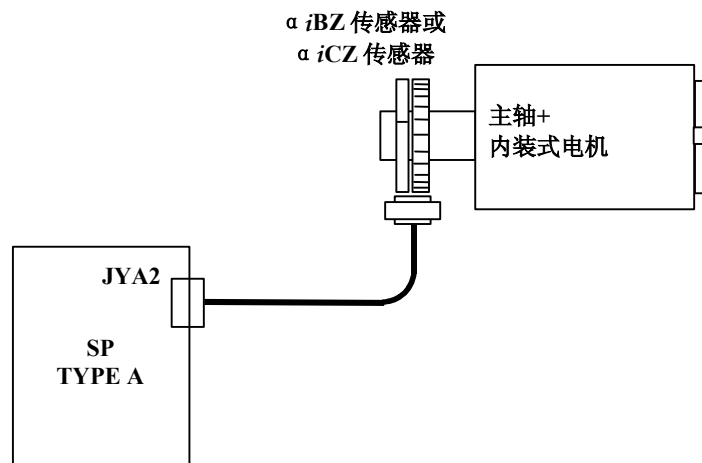 α iBZ 传感器或
α iCZ 传感器
主轴+
内装式电机
JYA2
SP
TYPE A